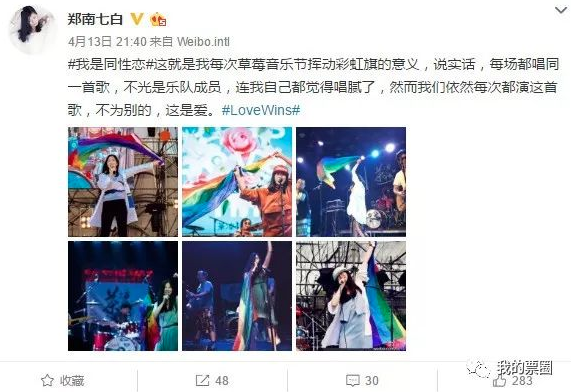 郑南七白
4月13日 21:40 来自 Weibo.intl
#我是同性恋#这就是我每次草莓音乐节挥动彩虹旗的意义，说实话，每场都唱同
一首歌，不光是乐队成员，连我自己都觉得唱腻了，然而我们依然每次都演这首
歌，不为别的，这是爱。#LoveWins#
收藏
48
30
283
我的票圈